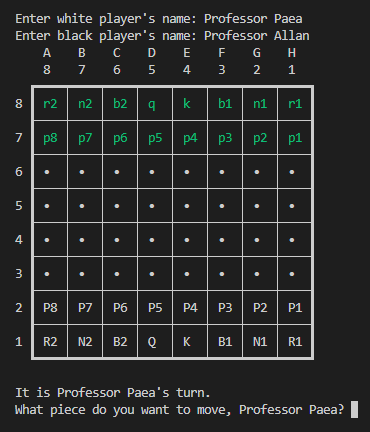 Enter white player's name: Professor Paea
Enter black player's name: Professor Allan
A B C D E F G H
8 7 6 5 4 3 2 1
8 r2 n2 b2 q k b1 n1 r1
7 p8 p7 p6 p5 p4 p3 p2 p1
6 • • • • • • • •
5 • • • • • • • •
4 • • • • • • • •
3 • • • • • • • •
2 P8 P7 P6 P5 P4 P3 P2 P1
1 R2 N2 B2 Q K B1 N1 R1
It is Professor Paea's turn.
What piece do you want to move, Professor Paea?